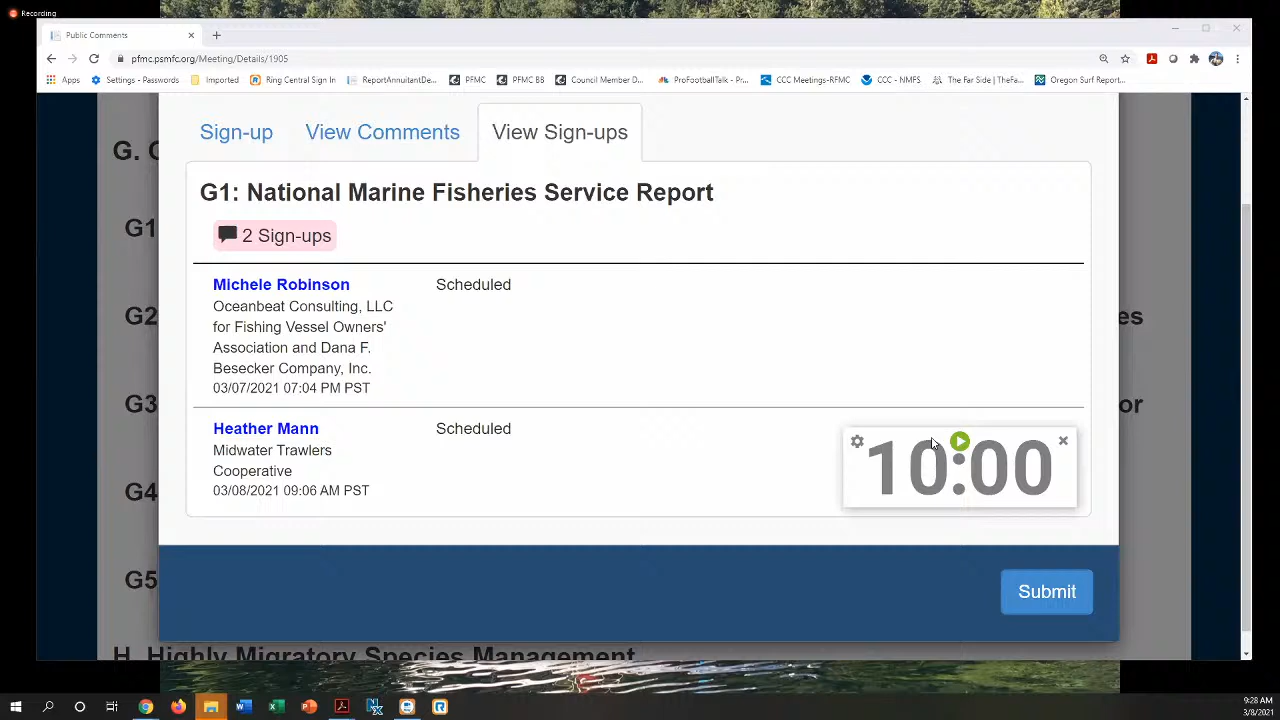 Recording
Public Comments
pfmc.psmfc.org/Meeting/Details/1905
Apps Settings - Passwords Imported Ring Central Sign In ReportAnnuitantDe... PFMC PFMC BB Council Member D... ProFootballTalk - Pr... CCC Meetings-RFMC CCC - NMFS The Far Side | TheFa... Oregon Surf Report...
Sign-up View Comments View Sign-ups
G. C
G1: National Marine Fisheries Service Report
G1
2 Sign-ups
Michele Robinson Scheduled
Oceanbeat Consulting, LLC
for Fishing Vessel Owners'
G2 es
Association and Dana F.
Besecker Company, Inc.
03/07/2021 07:04 PM PST
G3 or
Heather Mann Scheduled
Midwater Trawlers
Cooperative
10:00
03/08/2021 09:06 AM PST
G4
G5
Submit
H. Highly Migratory Species Management
9:28 AM
3/8/2021